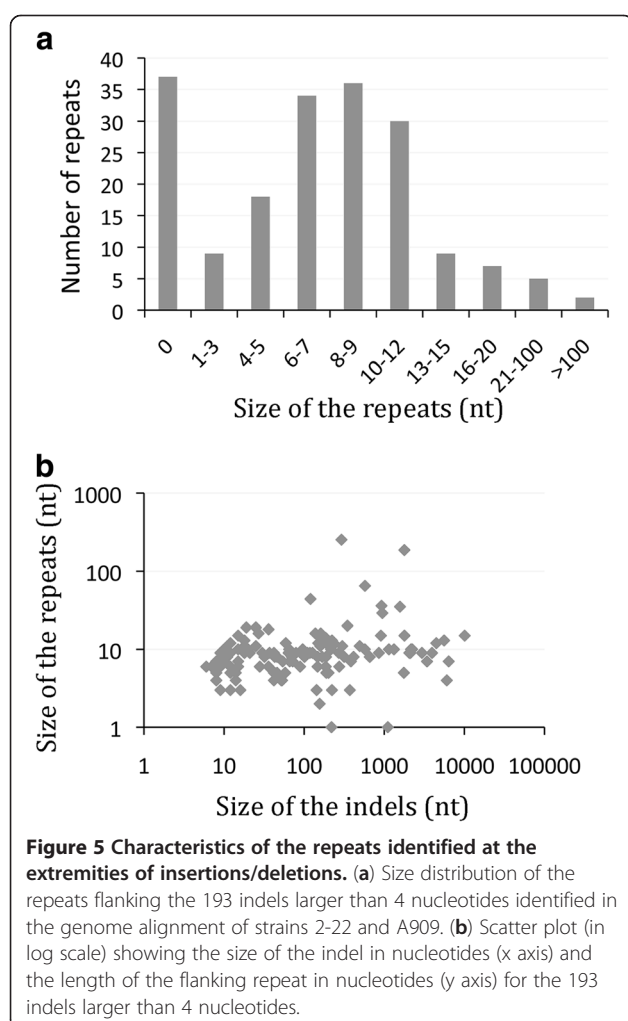 a
Number of repeats
40
35
30
25
20
15
10
5
0
0
1-3
4-5
6-7
8-9
10-12
13-15
16-20
21-100
>100
Size of the repeats (nt)
b
Size of the repeats (nt)
1000
100
10
1
1
10
100
1000
10000
100000
Size of the indels (nt)
Figure 5 Characteristics of the repeats identified at the
extremities of insertions/deletions. (a) Size distribution of the
repeats flanking the 193 indels larger than 4 nucleotides identified in
the genome alignment of strains 2-22 and A909. (b) Scatter plot (in
log scale) showing the size of the indel in nucleotides (x axis) and
the length of the flanking repeat in nucleotides (y axis) for the 193
indels larger than 4 nucleotides.